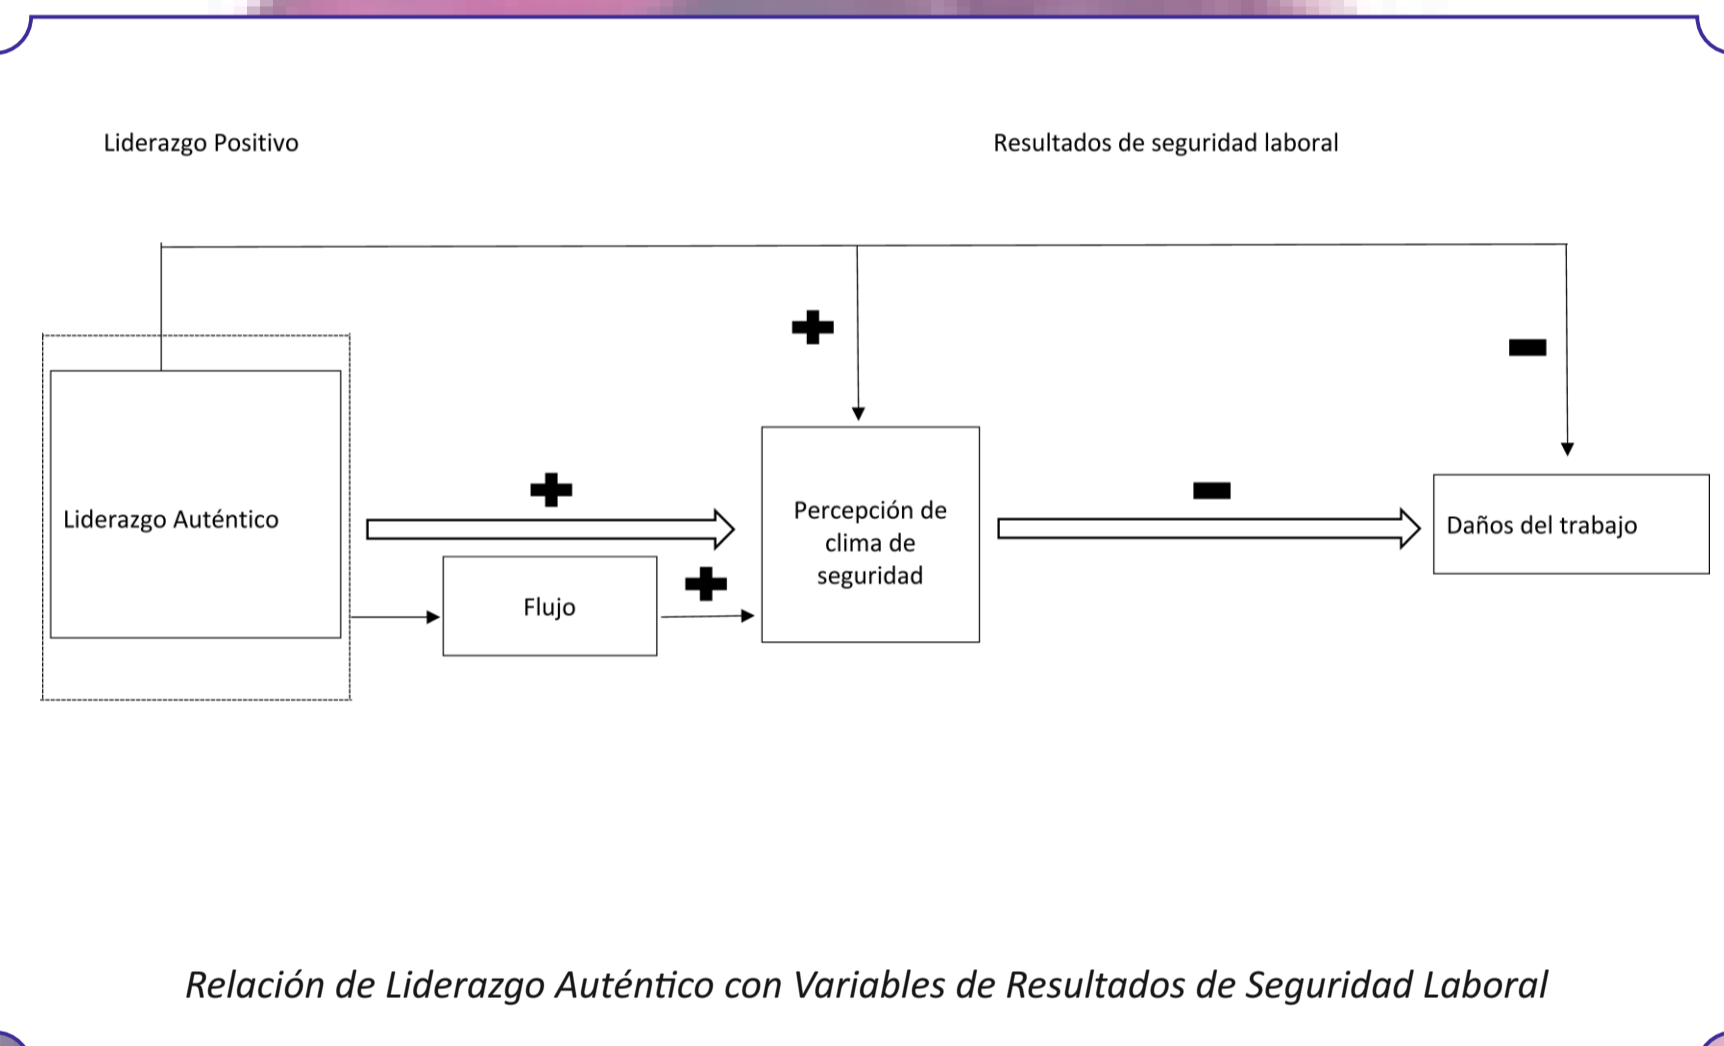 Liderazgo Positivo
Resultados de seguridad laboral
Liderazgo Auténtico
Flujo
Percepción de
clima de
seguridad
Daños del trabajo
Relación de Liderazgo Auténtico con Variables de Resultados de Seguridad Laboral